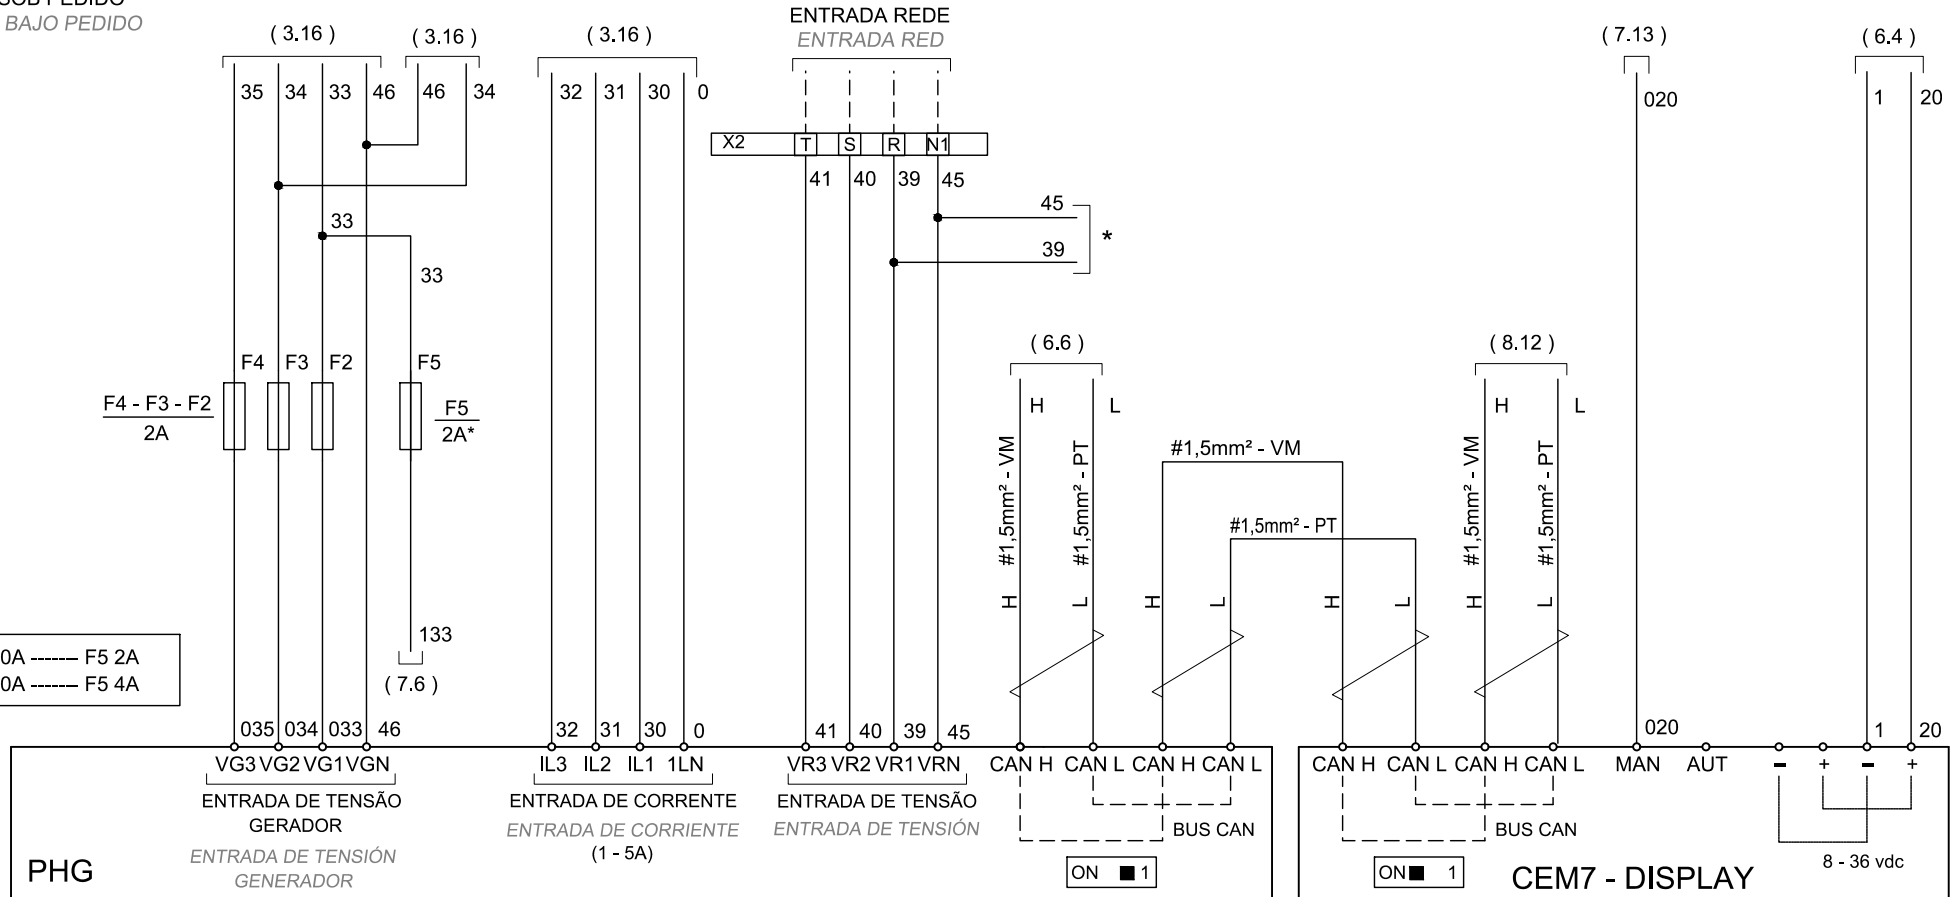 SOB PEDIDO
BAJO PEDIDO
( 3.16 ) ( 3.16 ) ( 3.16 )
ENTRADA REDE
ENTRADA RED
( 7.13 ) ( 6.4 )
35 34 33 46 46 34 32 31 30 0 020 1 20
X2 T S R N1
41 40 39 45
45
39
*
33
33
( 6.6 ) ( 8.12 )
F4 F3 F2 F5
F4 - F3 - F2
2A
F5
2A*
H L H L
#1,5mm² - VM
#1,5mm² - PT
#1,5mm² - VM
#1,5mm² - PT
#1,5mm² - VM
#1,5mm² - PT
H L H L H L H L
133
( 7.6 )
0A ------- F5 2A
0A ------- F5 4A
035 034 033 46 32 31 30 0 41 40 39 45 020 1 20
VG3 VG2 VG1 VGN IL3 IL2 IL1 1LN VR3 VR2 VR1 VRN CAN H CAN L CAN H CAN L CAN H CAN L CAN H CAN L MAN AUT - + - +
ENTRADA DE TENSÃO
GERADOR
ENTRADA DE TENSIÓN
GENERADOR
ENTRADA DE CORRENTE
ENTRADA DE CORRIENTE
(1 - 5A)
ENTRADA DE TENSÃO
ENTRADA DE TENSIÓN
BUS CAN
BUS CAN
8 - 36 vdc
PHG
ON 1
ON 1
CEM7 - DISPLAY